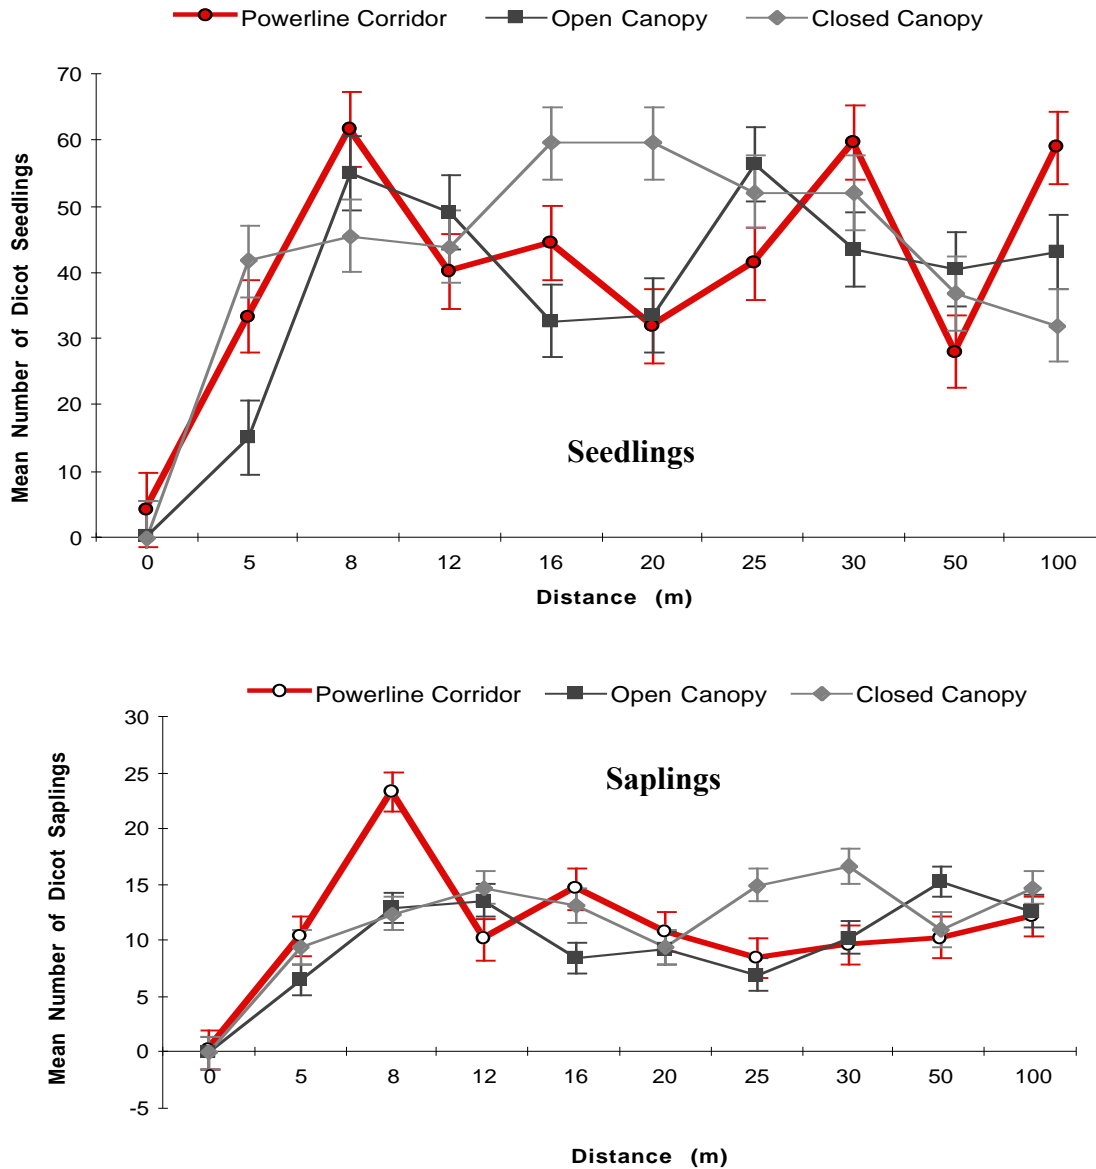 Powerline Corridor Open Canopy Closed Canopy
Mean Number of Dicot Seedlings
70
60
50
40
30
20
10
0
Seedlings
0 5 8 12 16 20 25 30 50 100
Distance (m)
Powerline Corridor Open Canopy Closed Canopy
Mean Number of Dicot Saplings
30
25
20
15
10
5
0
-5
Saplings
0 5 8 12 16 20 25 30 50 100
Distance (m)